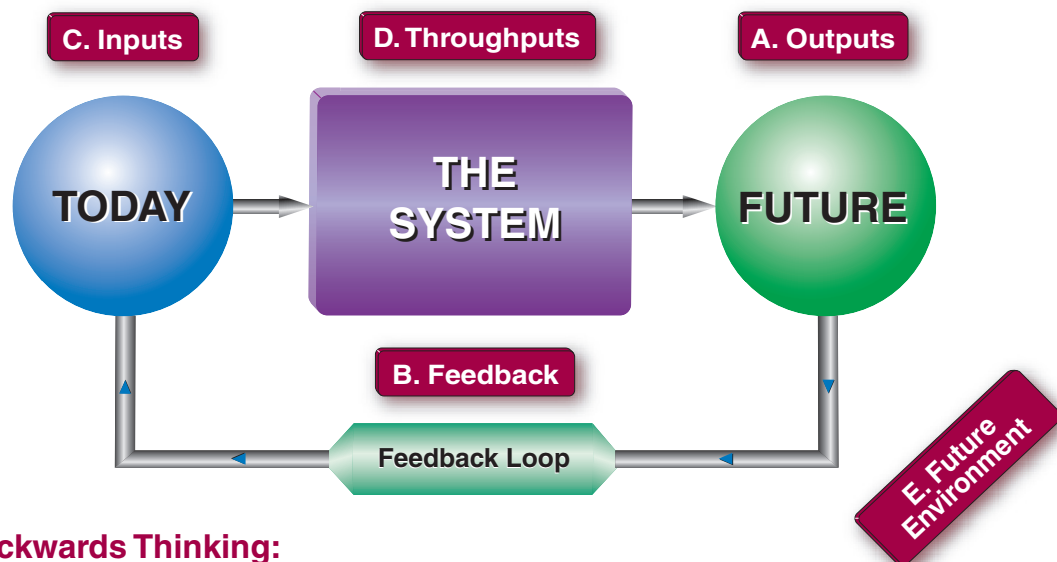 C. Inputs
D. Throughputs
A. Outputs
TODAY
THE
SYSTEM
FUTURE
B. Feedback
Feedback Loop
E. Future
Environment
ckwards Thinking: